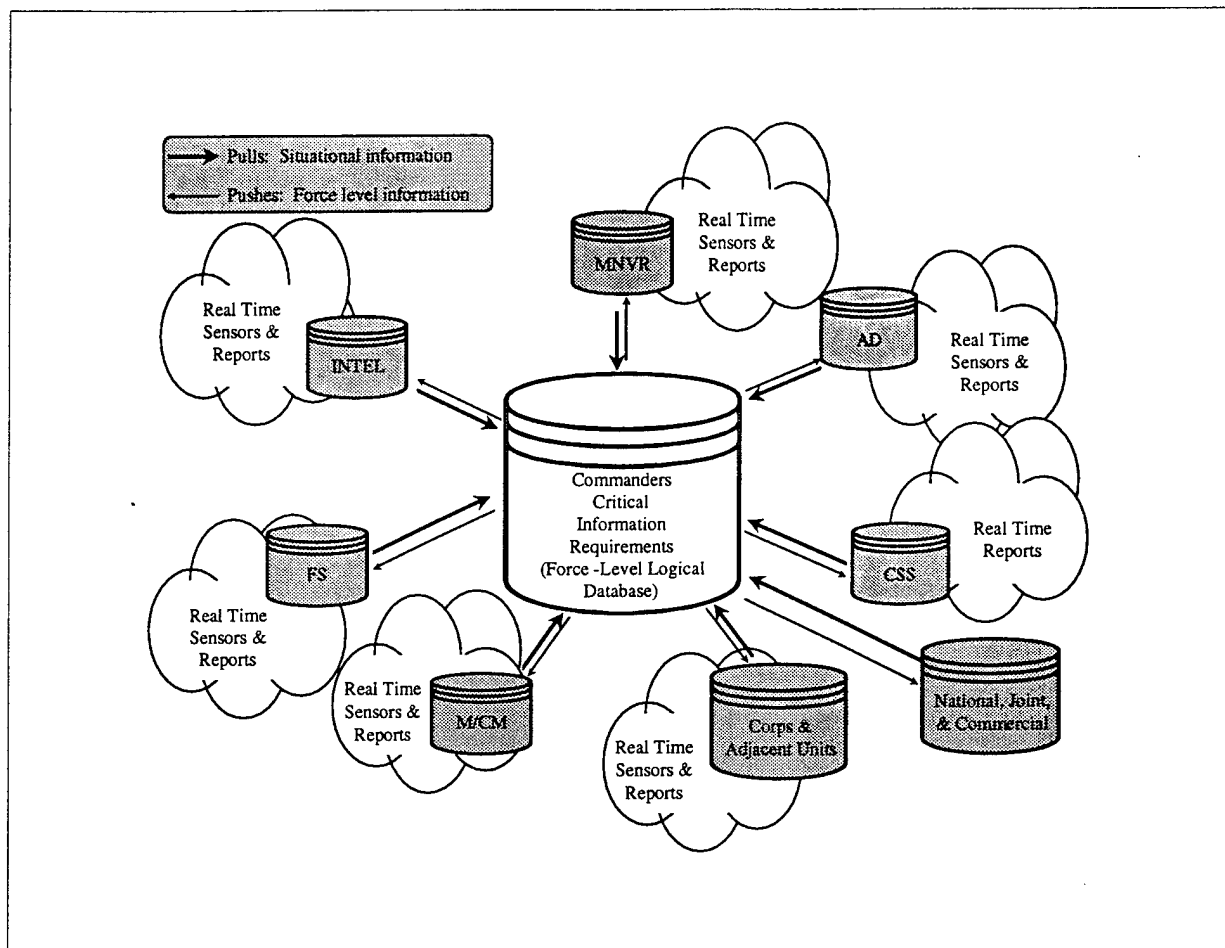 Pulls: Situational information
Pushes: Force level information
Real Time
Sensors &
Reports
MNVR
Real Time
Sensors &
Reports
INTEL
AD
Real Time
Sensors &
Reports
Commanders
Critical
Information
Requirements
(Force -Level Logical
Database)
FS
Real Time
Sensors &
Reports
CSS
Real Time
Reports
Real Time
Sensors &
Reports
M/CM
Real Time
Sensors &
Reports
Corps &
Adjacent Units
National, Joint,
& Commercial